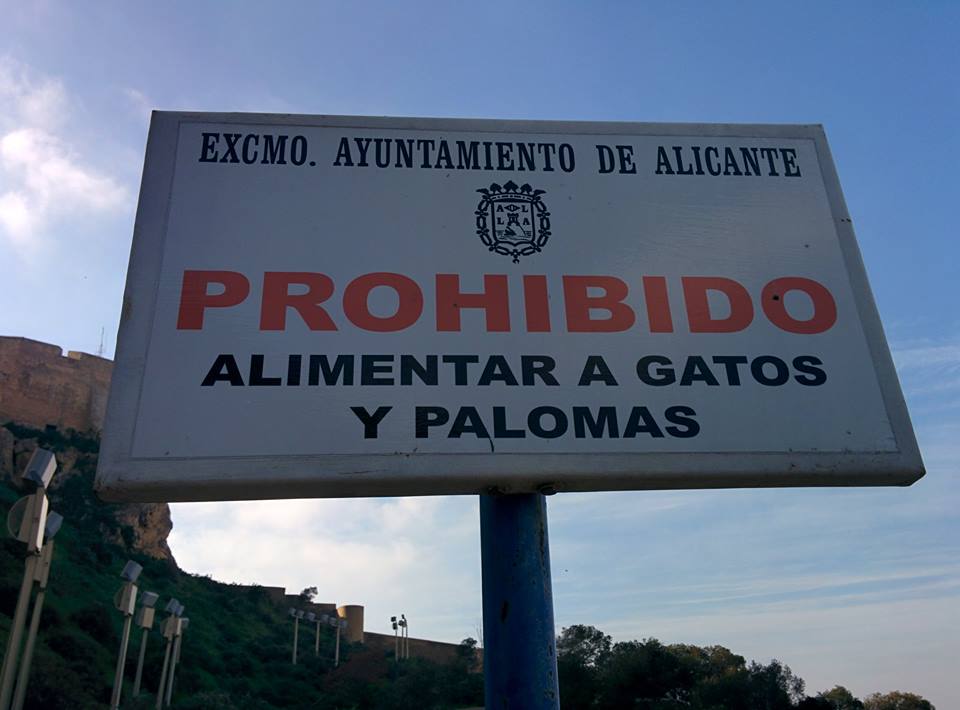 EXCMO. AYUNTAMIENTO DE ALICANTE
A L
L A
PROHIBIDO
ALIMENTAR A GATOS
Y PALOMAS